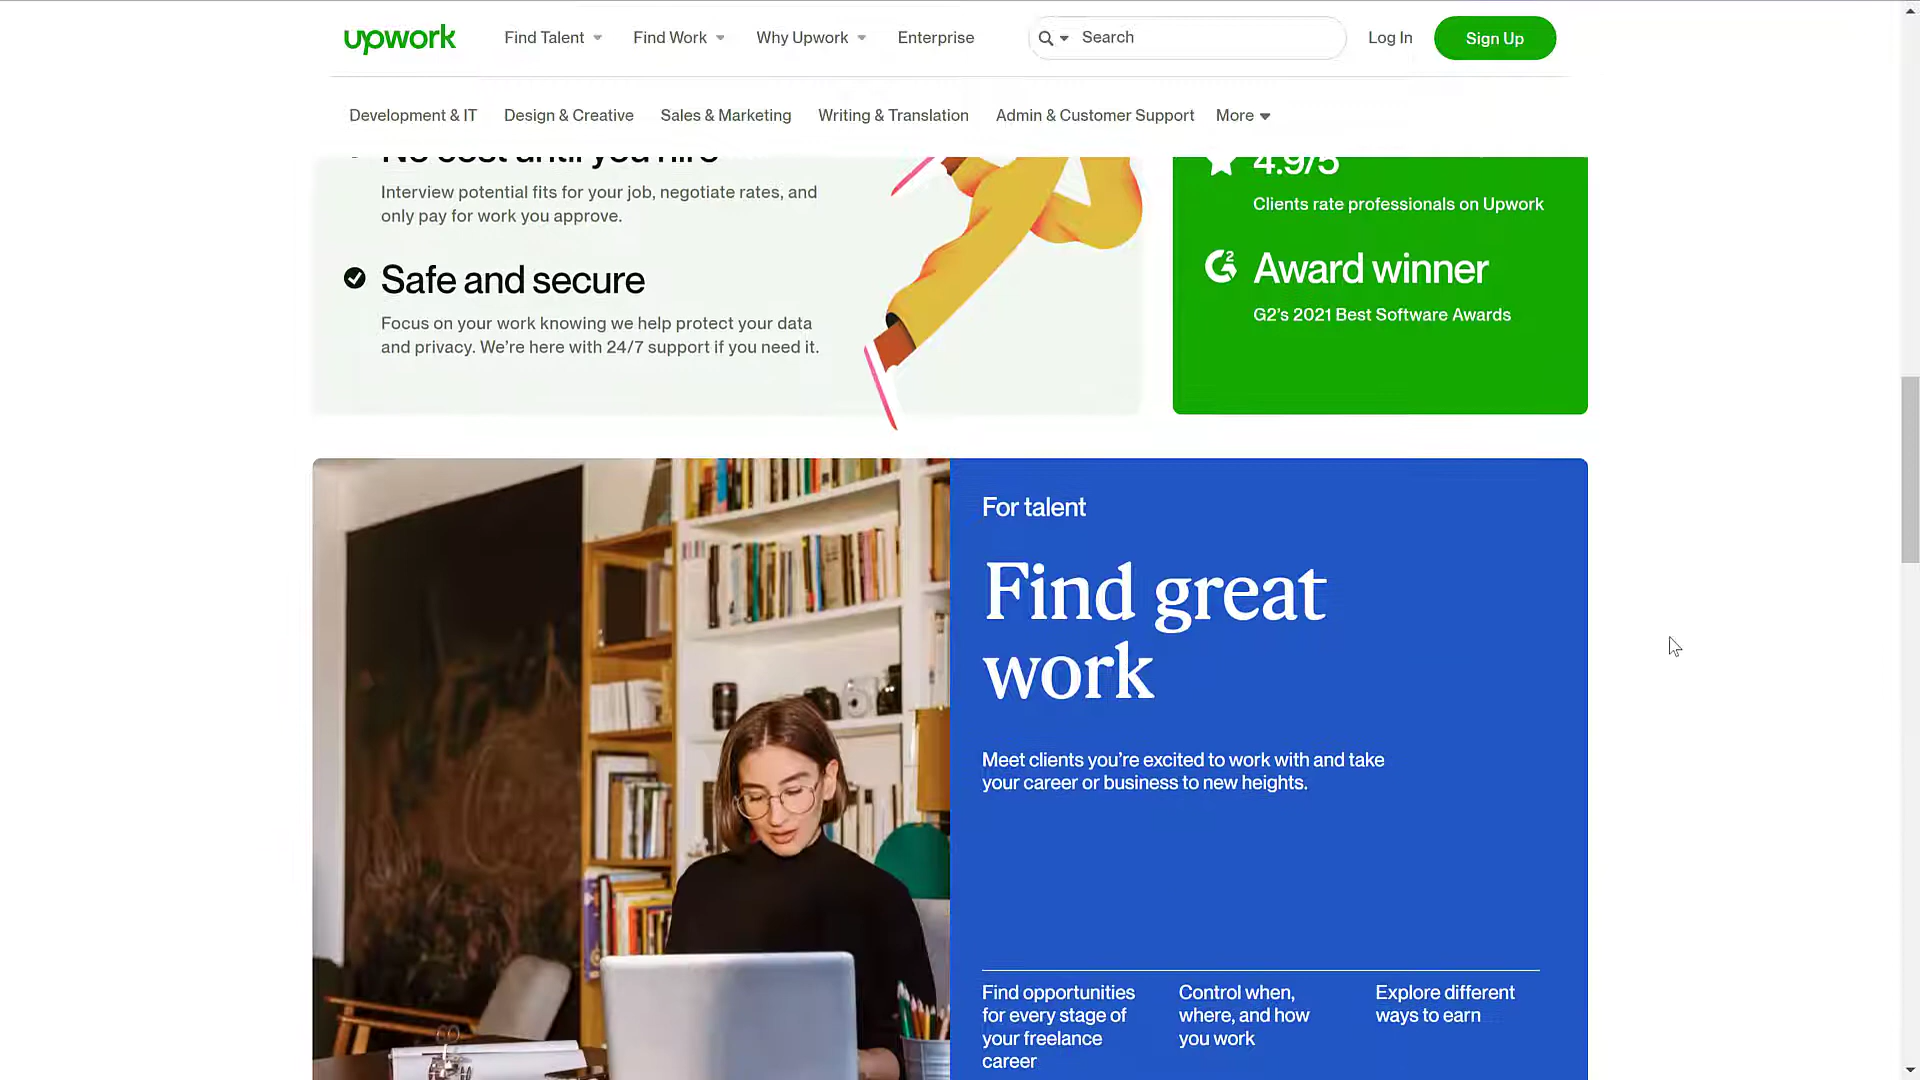 upwork
Find Talent
Find Work
Why Upwork
Enterprise
Search
Log In
Sign Up
Development & IT
Design & Creative
Sales & Marketing
Writing & Translation
Admin & Customer Support
More
No cost until you hire
Interview potential fits for your job, negotiate rates, and
only pay for work you approve.
Safe and secure
Focus on your work knowing we help protect your data
and privacy. We’re here with 24/7 support if you need it.
4.9/5
Clients rate professionals on Upwork
G2
Award winner
G2’s 2021 Best Software Awards
For talent
Find great
work
Meet clients you’re excited to work with and take
your career or business to new heights.
Find opportunities
for every stage of
your freelance
career
Control when,
where, and how
you work
Explore different
ways to earn